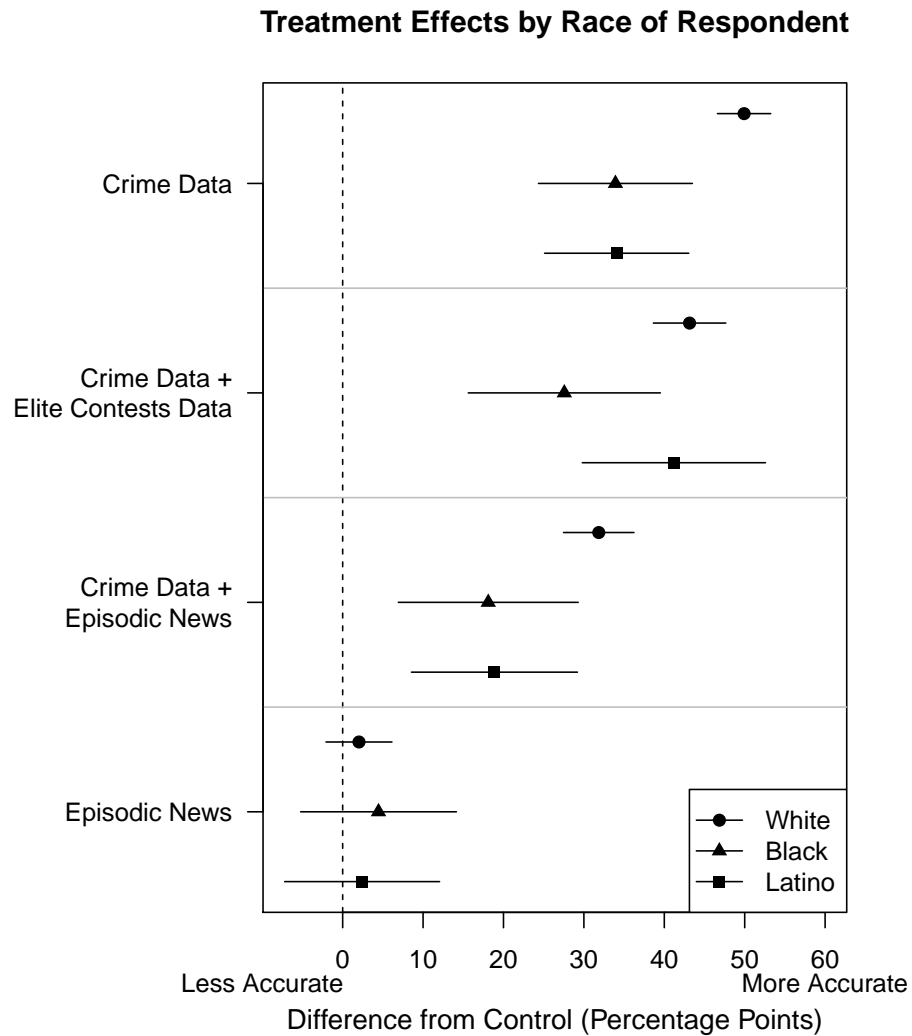 Treatment Effects by Race of Respondent
Crime Data
Crime Data +
Elite Contests Data
Crime Data +
Episodic News
Episodic News
White
Black
Latino
0 10 20 30 40 50 60
Less Accurate More Accurate
Difference from Control (Percentage Points)